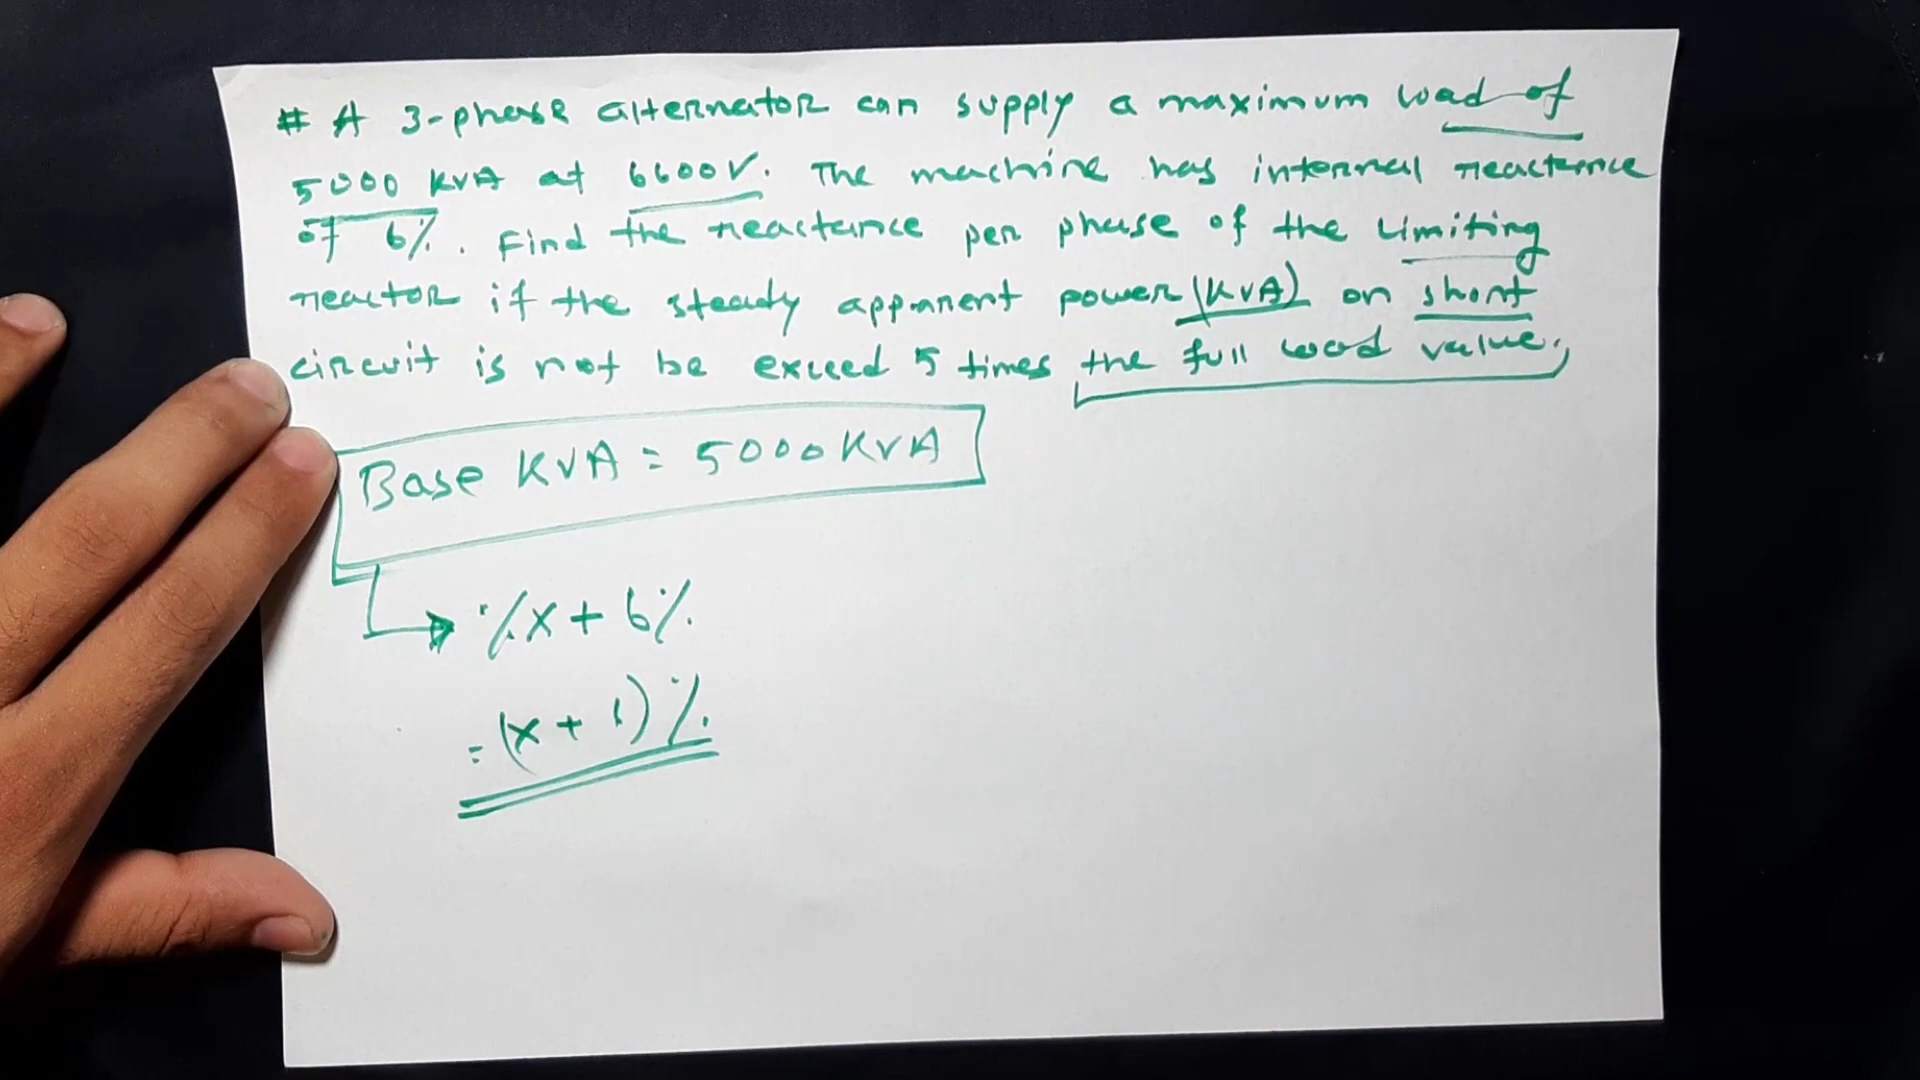 # A 3-phase alternator can supply a maximum load of
5000 KVA at 6600V. The machine has internal reactance
of 6%. Find the reactance per phase of the limiting
reactor if the steady apparent power (KVA) on short
circuit is not be exceed 5 times the full load value.
Base KVA = 5000 KVA
%x + 6%
= (x + 6)%